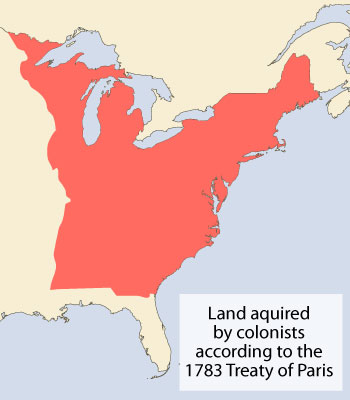 Land aquired
by colonists
according to the
1783 Treaty of Paris